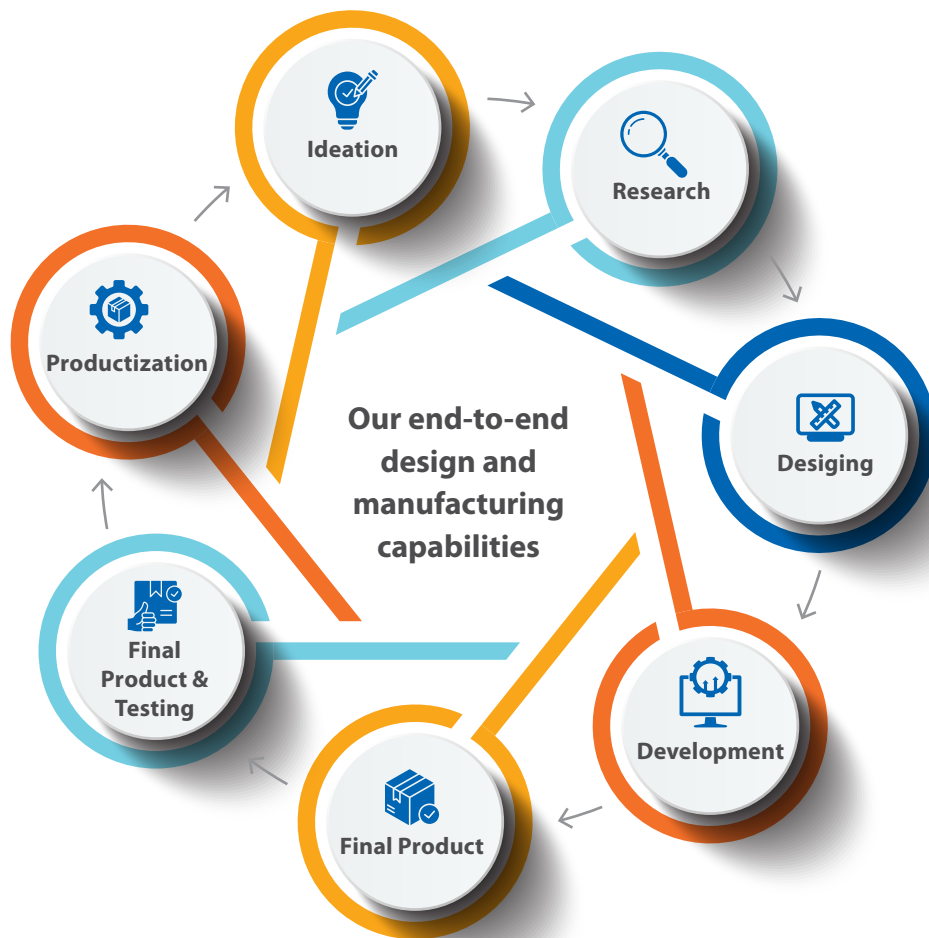 Ideation
Research
Desiging
Development
Final Product
Final
Product &
Testing
Productization
Our end-to-end
design and
manufacturing
capabilities